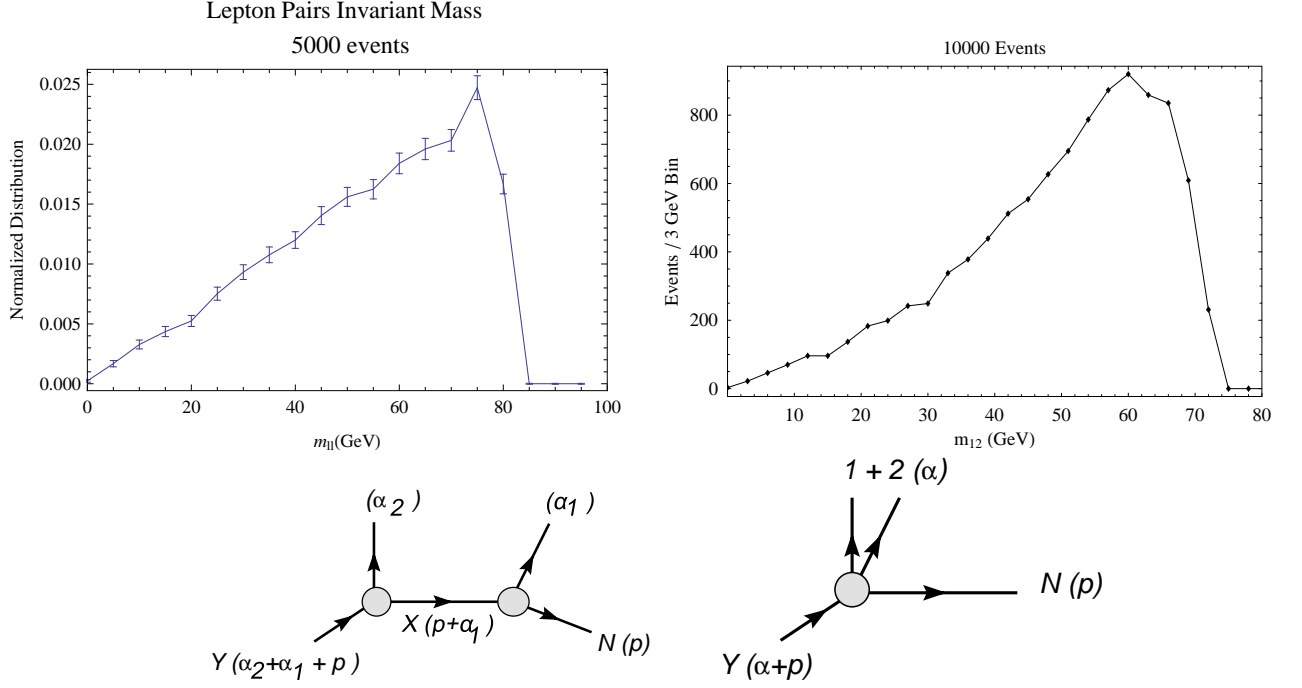 Lepton Pairs Invariant Mass
5000 events
0.025
0.020
0.015
0.010
0.005
0.000
Normalized Distribution
0 20 40 60 80 100
m_ll(GeV)
10000 Events
800
600
400
200
0
Events / 3 GeV Bin
10 20 30 40 50 60 70 80
m_12 (GeV)
(α_2 )
(α_1 )
X (p+α_1 )
N (p)
Y (α_2+α_1 + p )
1 + 2 (α)
N (p)
Y (α+p)